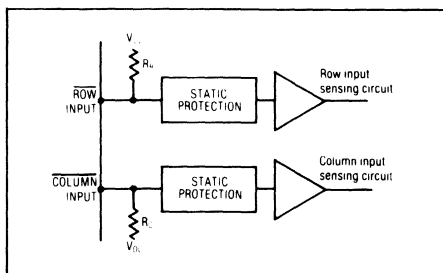 ROW
INPUT
STATIC
PROTECTION
Row input
sensing circuit
COLUMN
INPUT
STATIC
PROTECTION
Column input
sensing circuit